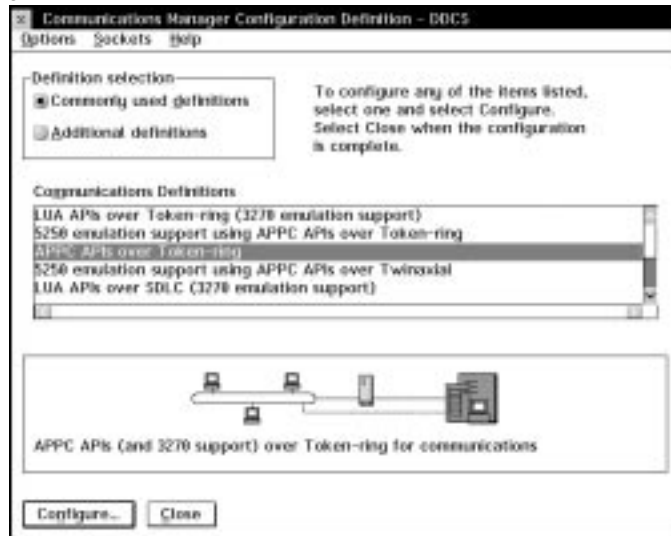 Communications Manager Configuration Definition - DDCS
Options Sockets Help
Definition selection
Commonly used definitions
Additional definitions
To configure any of the items listed,
select one and select Configure.
Select Close when the configuration
is complete.
Communications Definitions
LUA APIs over Token-ring (3270 emulation support)
5250 emulation support using APPC APIs over Token-ring
APPC APIs over Token-ring
5250 emulation support using APPC APIs over Twinaxial
LUA APIs over SDLC (3270 emulation support)
APPC APIs (and 3270 support) over Token-ring for communications
Configure... Close